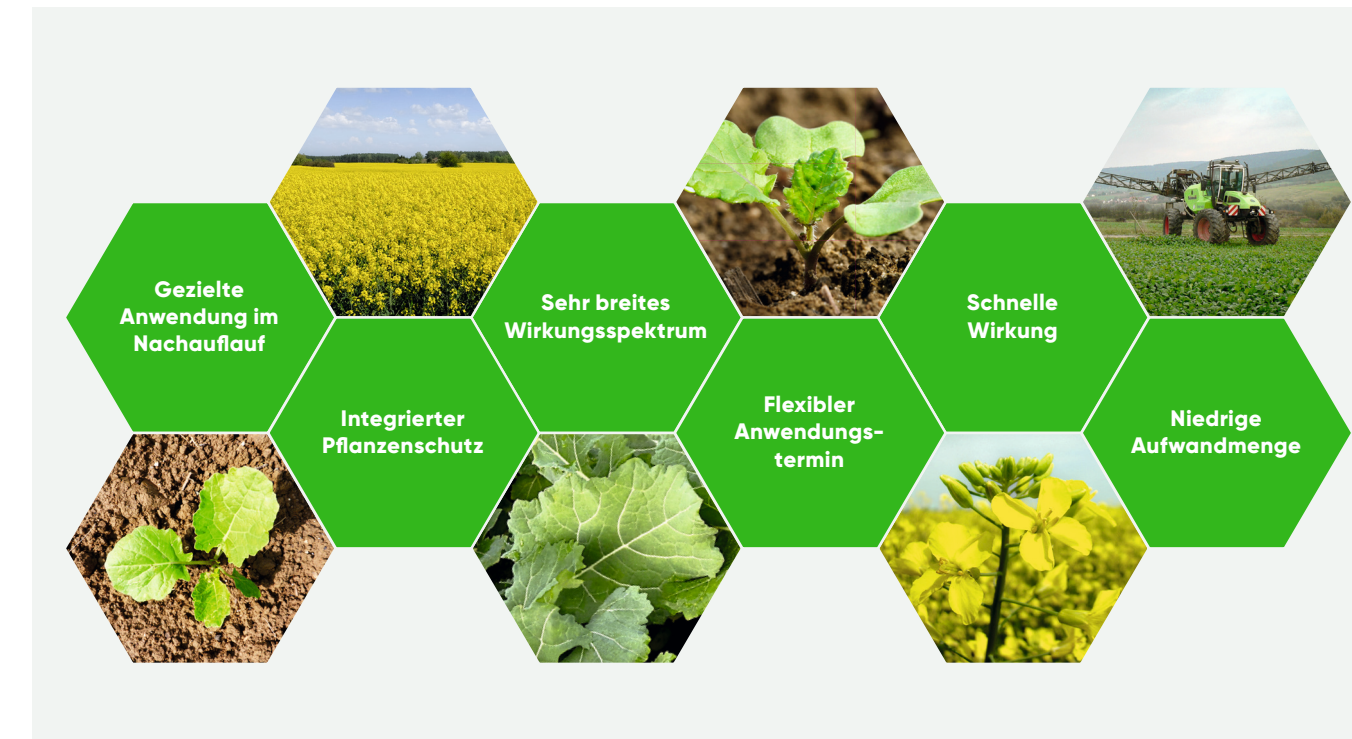 Gezielte
Anwendung im
Nachauflauf
Integrierter
Pflanzenschutz
Sehr breites
Wirkungsspektrum
Flexibler
Anwendungs-
termin
Schnelle
Wirkung
Niedrige
Aufwandmenge